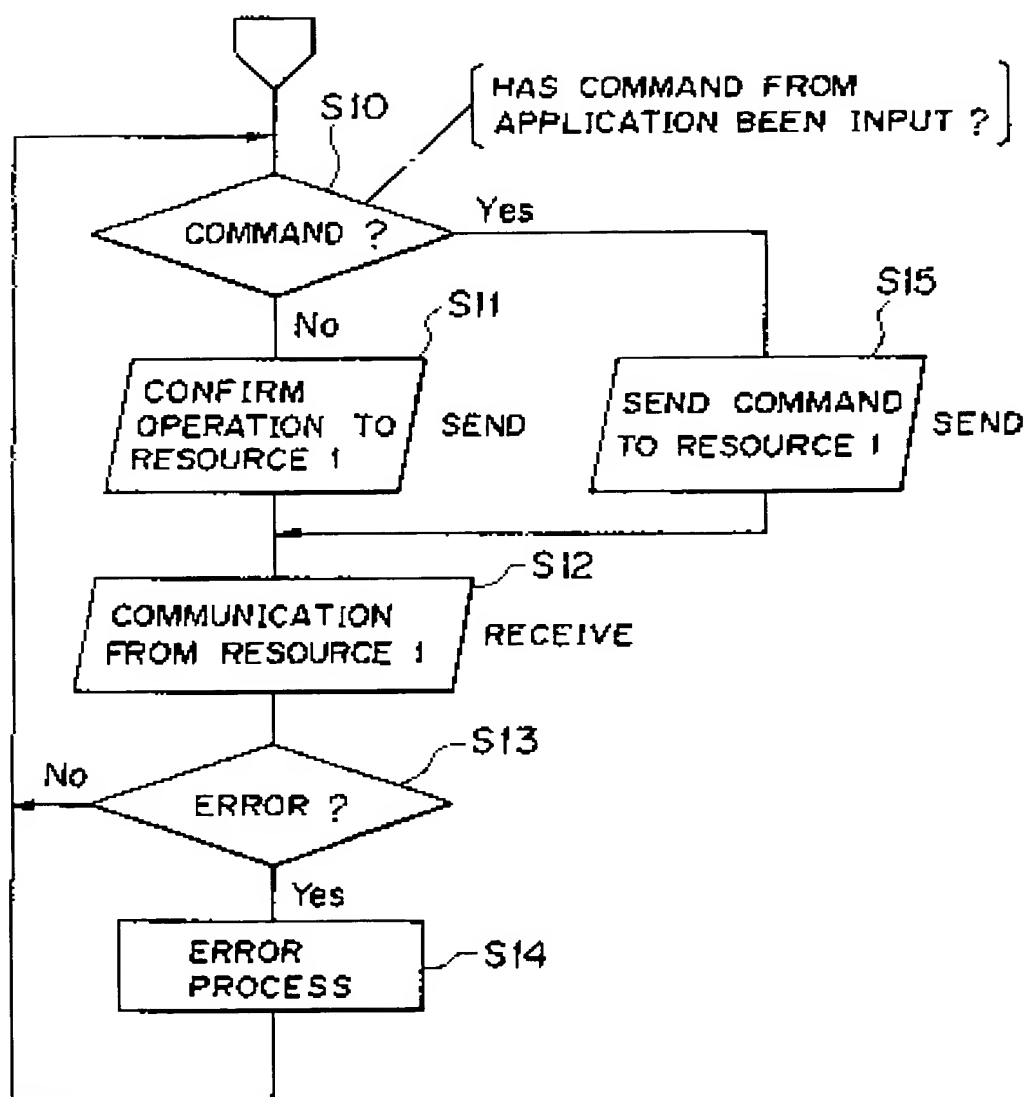 HAS COMMAND FROM
APPLICATION BEEN INPUT ?
S10
COMMAND ?
Yes
No
S11
CONFIRM
OPERATION TO
RESOURCE 1
SEND
S15
SEND COMMAND
TO RESOURCE 1
SEND
S12
COMMUNICATION
FROM RESOURCE 1
RECEIVE
S13
ERROR ?
No
Yes
S14
ERROR
PROCESS